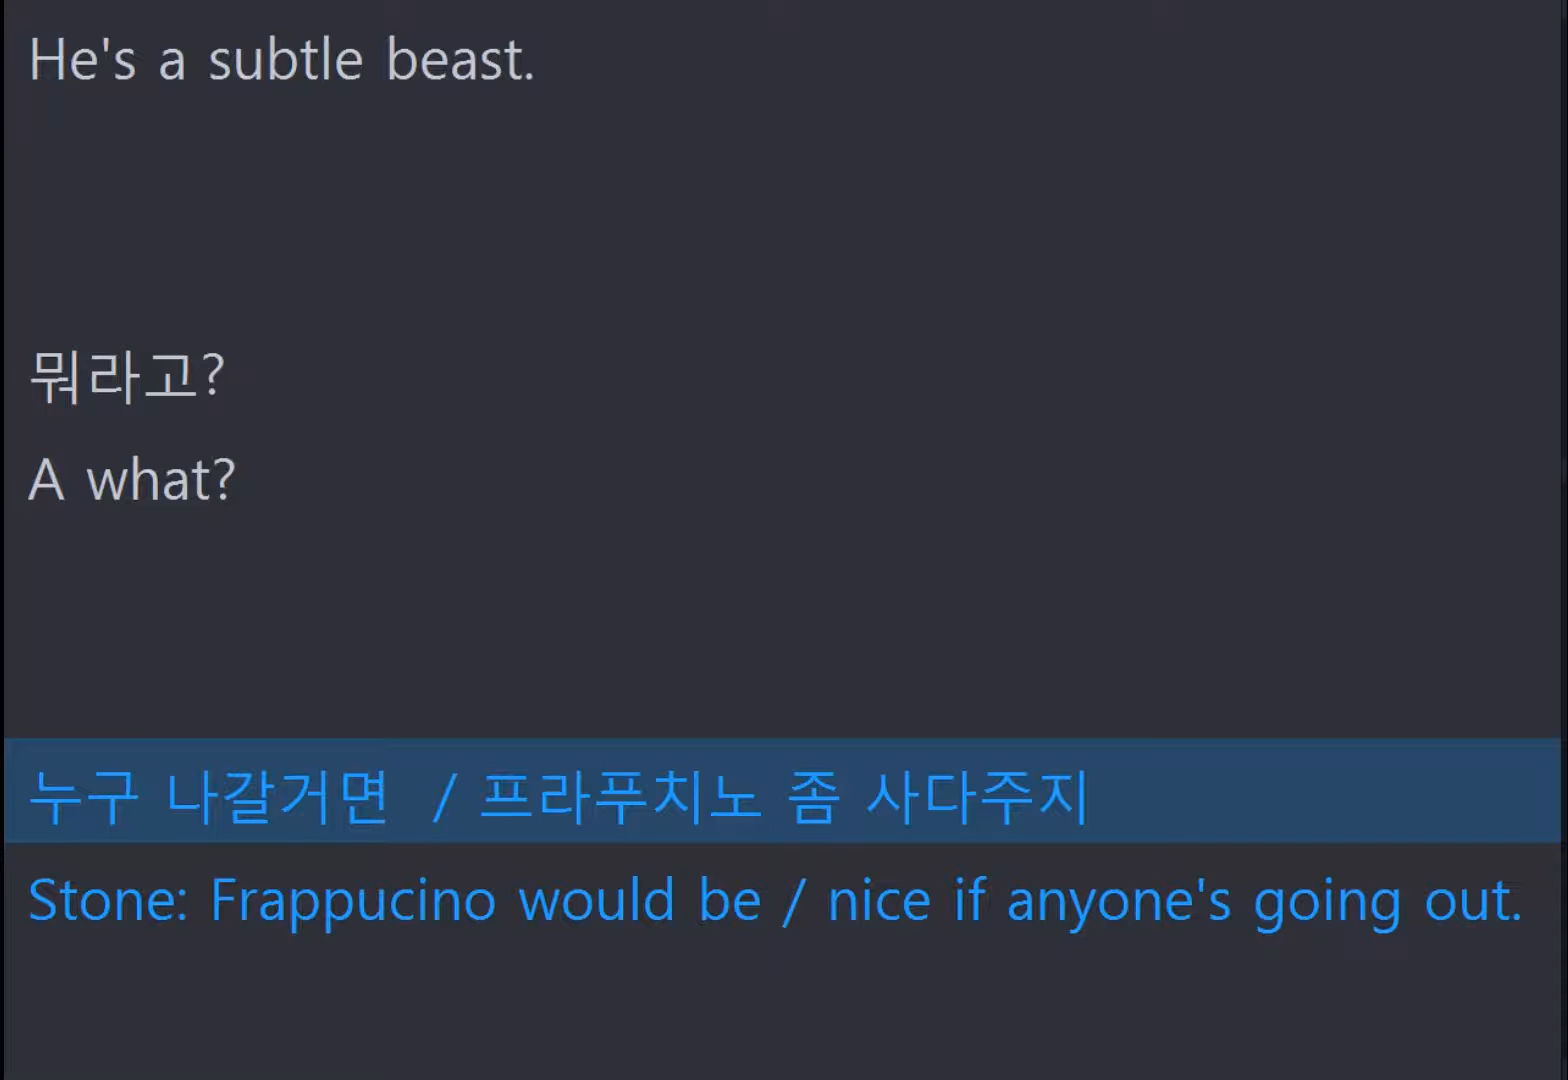 He's a subtle beast.
뭐라고?
A what?
누구 나갈거면 / 프라푸치노 좀 사다주지
Stone: Frappucino would be / nice if anyone's going out.